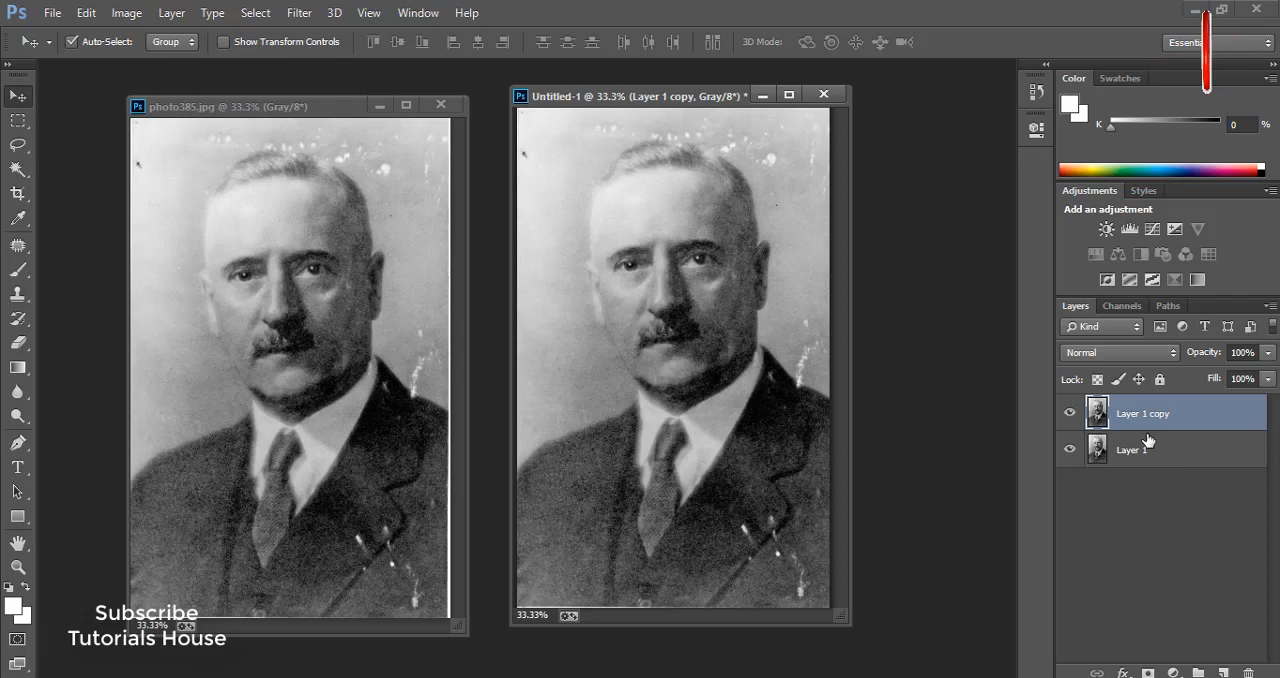 Ps File Edit Image Layer Type Select Filter 3D View Window Help
Auto-Select: Group Show Transform Controls 3D Mode: Essenti
photo385.jpg @ 33.3% (Gray/8*)
Untitled-1 @ 33.3% (Layer 1 copy, Gray/8*) *
Color Swatches
K 0 %
Adjustments Styles
Add an adjustment
Layers Channels Paths
Kind
Normal Opacity: 100%
Lock: Fill: 100%
Layer 1 copy
Layer 1
33.33%
33.33%
Subscribe
Tutorials House